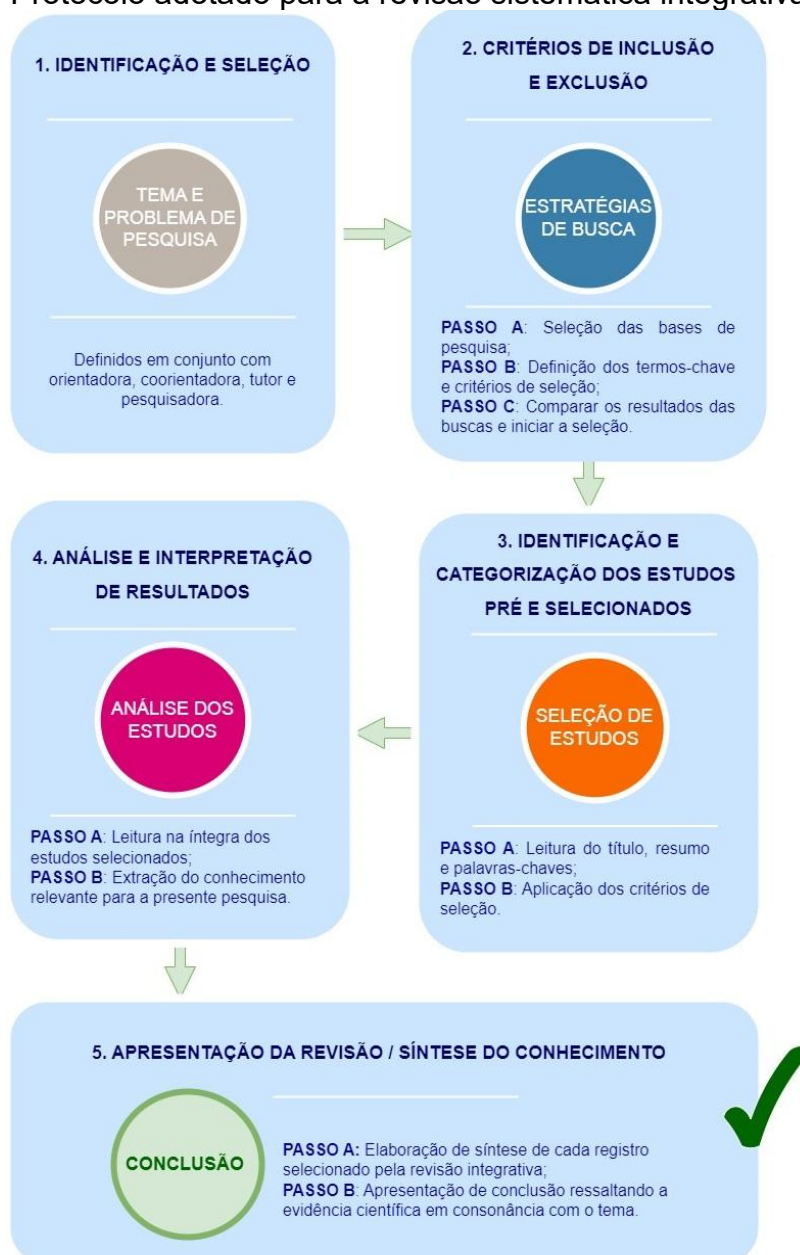 Protocolo adotado para a revisão sistemática integrativa
1. IDENTIFICAÇÃO E SELEÇÃO
TEMA E
PROBLEMA DE
PESQUISA
Definidos em conjunto com
orientadora, coorientadora, tutor e
pesquisadora.
2. CRITÉRIOS DE INCLUSÃO
E EXCLUSÃO
ESTRATÉGIAS
DE BUSCA
PASSO A: Seleção das bases de
pesquisa;
PASSO B: Definição dos termos-chave
e critérios de seleção;
PASSO C: Comparar os resultados das
buscas e iniciar a seleção.
3. IDENTIFICAÇÃO E
CATEGORIZAÇÃO DOS ESTUDOS
PRÉ E SELECIONADOS
SELEÇÃO DE
ESTUDOS
PASSO A: Leitura do título, resumo
e palavras-chaves;
PASSO B: Aplicação dos critérios de
seleção.
4. ANÁLISE E INTERPRETAÇÃO
DE RESULTADOS
ANÁLISE DOS
ESTUDOS
PASSO A: Leitura na íntegra dos
estudos selecionados;
PASSO B: Extração do conhecimento
relevante para a presente pesquisa.
5. APRESENTAÇÃO DA REVISÃO / SÍNTESE DO CONHECIMENTO
CONCLUSÃO
PASSO A: Elaboração de síntese de cada registro
selecionado pela revisão integrativa;
PASSO B: Apresentação de conclusão ressaltando a
evidência científica em consonância com o tema.